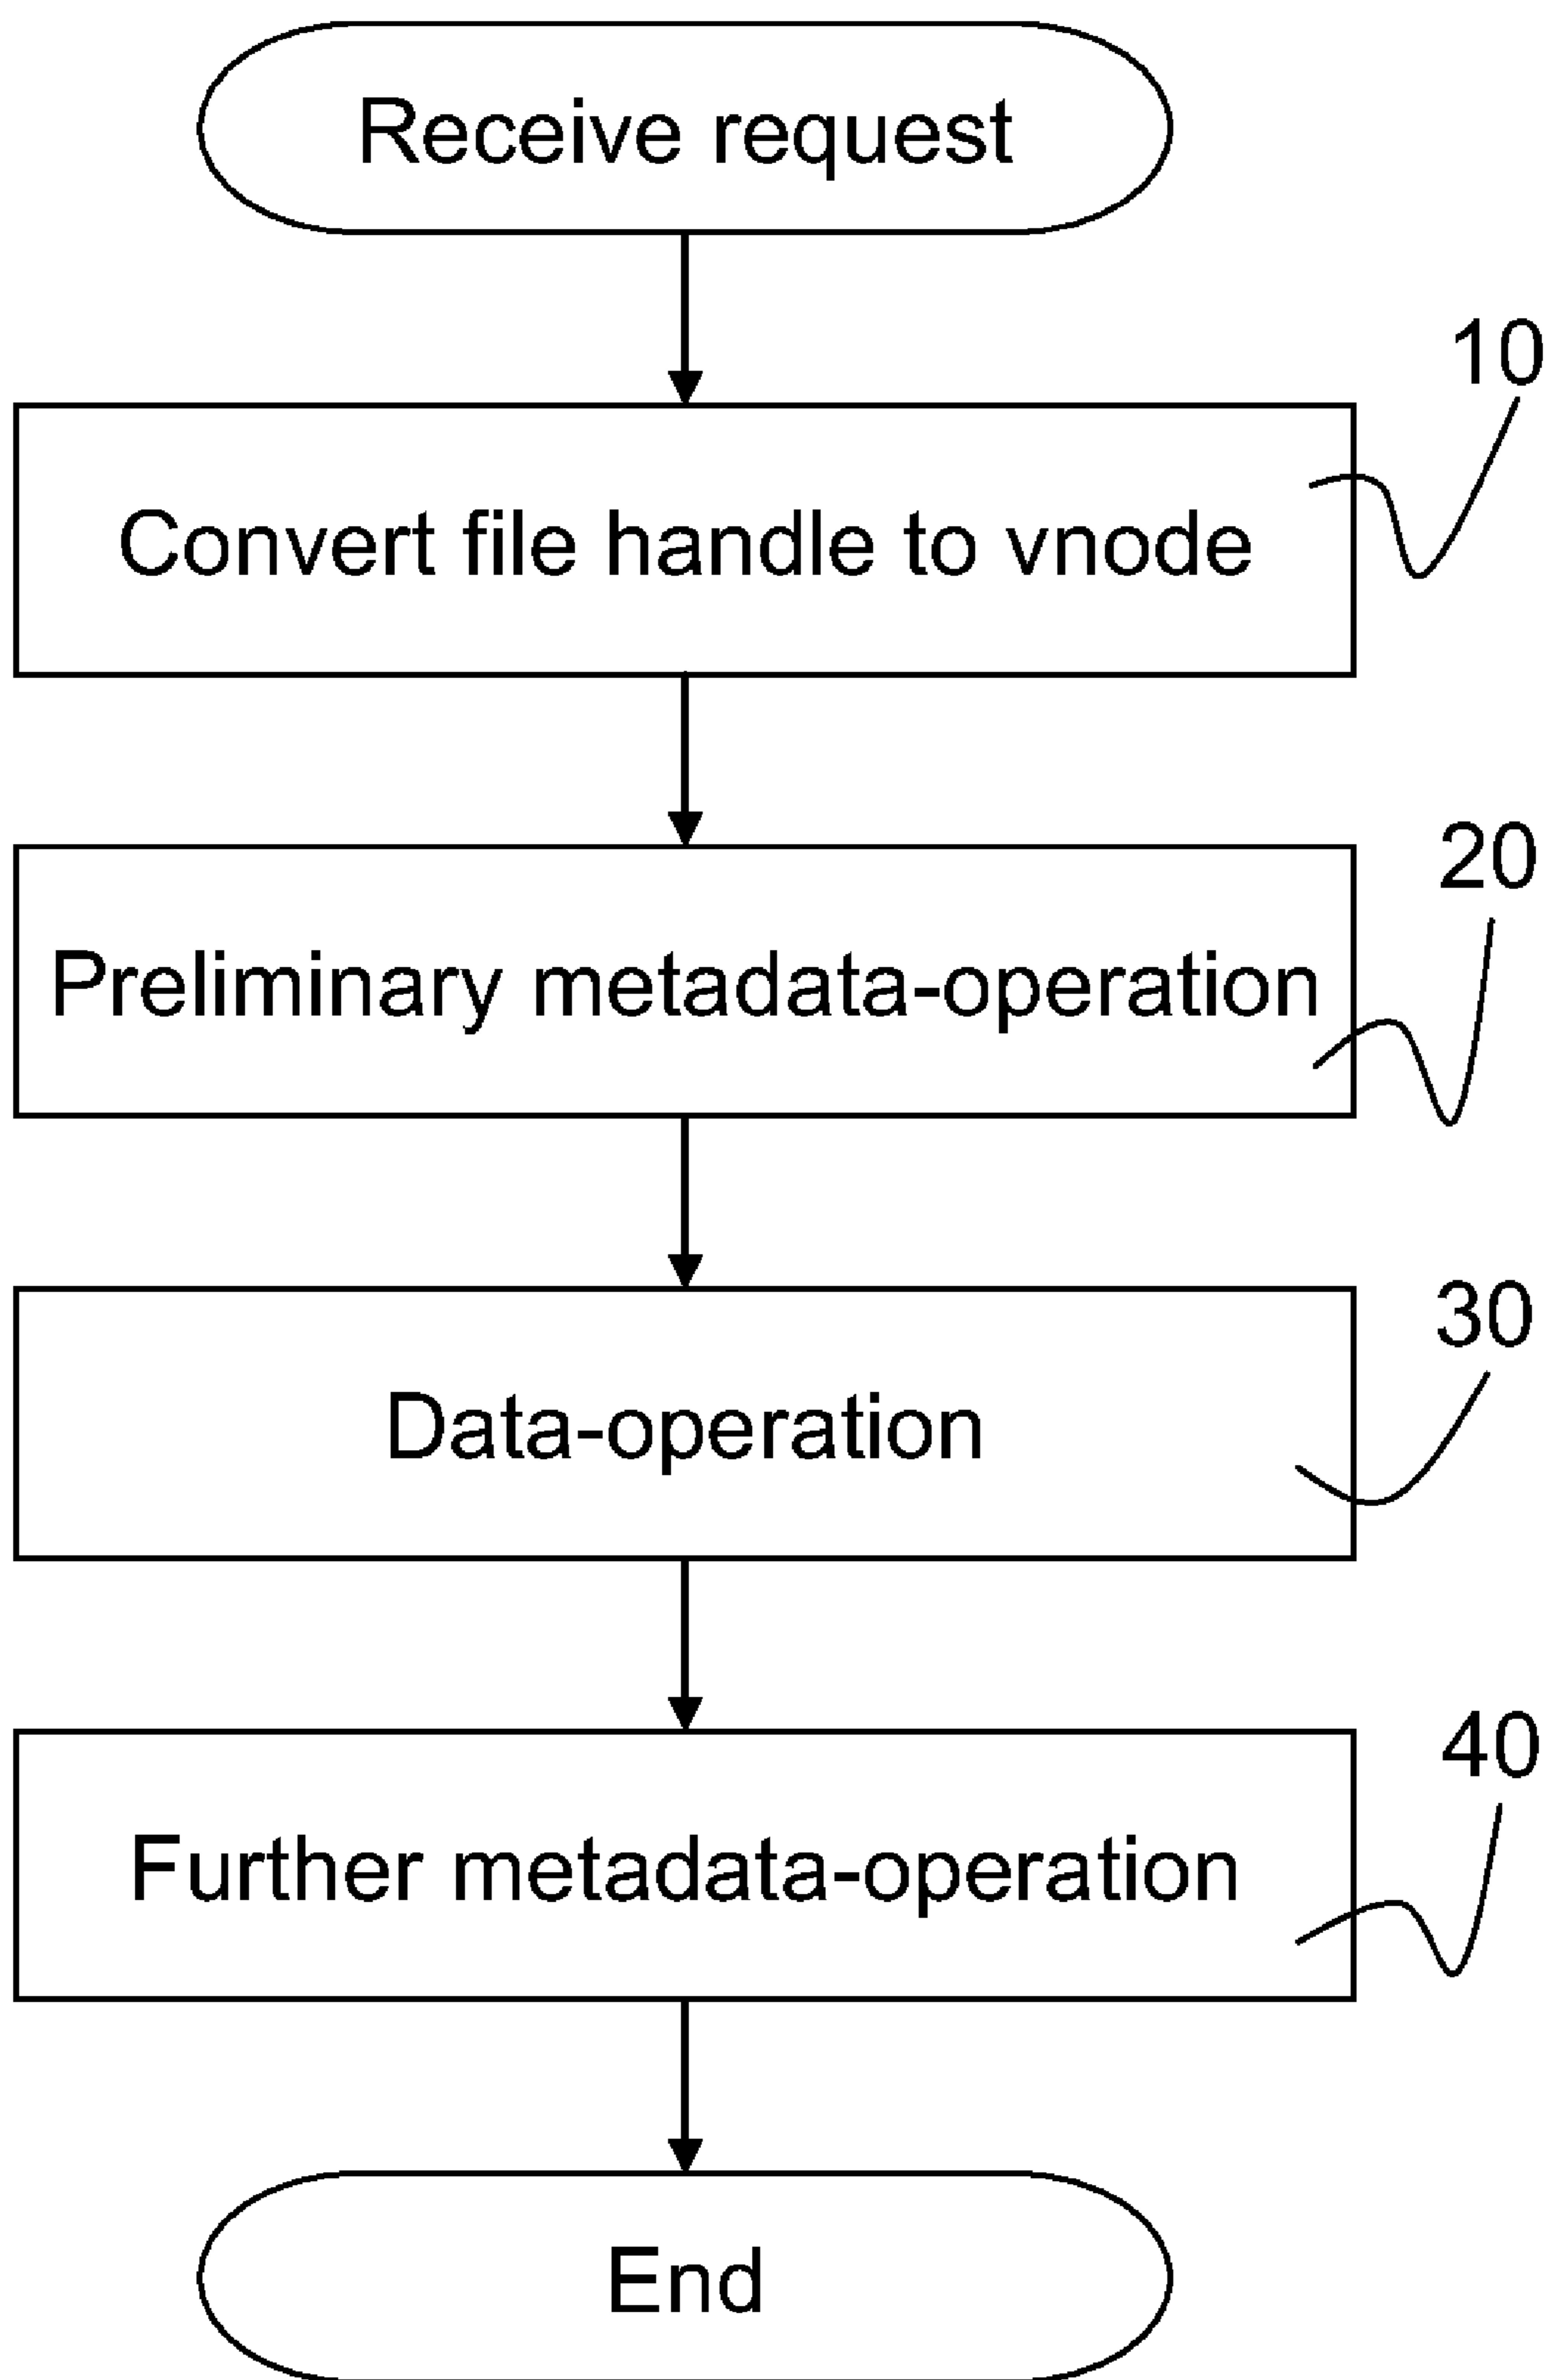 Receive request
10
Convert file handle to vnode
20
Preliminary metadata-operation
30
Data-operation
40
Further metadata-operation
End